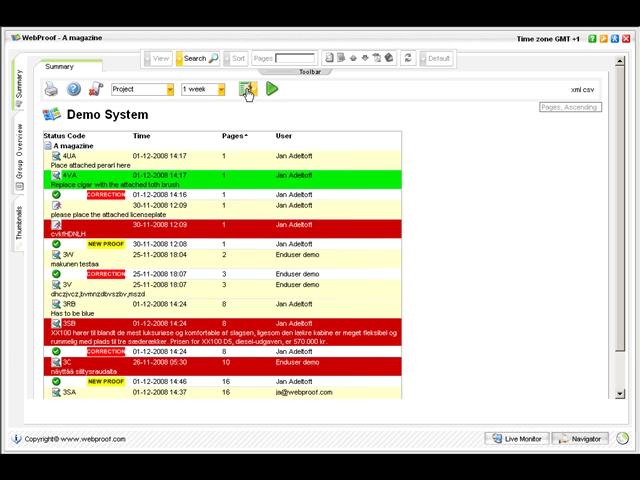 WebProof - A magazine
Time zone GMT +1
View
Search
Sort
Pages
Default
Toolbar
Summary
Summary
Group Overview
Thumbnails
Project
1 week
xml csv
Pages, Ascending
Demo System
Status Code Time Pages User
A magazine
4UA 01-12-2008 14:17 1 Jan Adeltoft
Place attached perarl here
4VA 01-12-2008 14:17 1 Jan Adeltoft
Replace cigar with the attached toth brush
CORRECTION 01-12-2008 14:16 1 Jan Adeltoft
30-11-2008 12:09 1 Jan Adeltoft
please place the attached licenseplate
30-11-2008 12:09 1 Jan Adeltoft
cvkfHDNLH
NEW PROOF 30-11-2008 12:08 1 Jan Adeltoft
3W 25-11-2008 18:04 2 Enduser demo
makunen testaa
CORRECTION 25-11-2008 18:07 3 Enduser demo
3V 25-11-2008 18:07 3 Enduser demo
dhczjvcz,bvmnzdbvszbv,mszd
3RB 01-12-2008 14:24 8 Jan Adeltoft
Has to be blue
3SB 01-12-2008 14:24 8 Jan Adeltoft
XX100 hører til blandt de mest luksuriøse og komfortable af slagsen, ligesom den lækre kabine er meget fleksibel og
rummelig med plads til tre sæderækker. Prisen for XX100 D5, diesel-udgaven, er 570.000 kr.
CORRECTION 01-12-2008 14:24 8 Jan Adeltoft
3C 26-11-2008 05:30 10 Enduser demo
näyttää silitysraudalta
NEW PROOF 01-12-2008 14:46 16 Jan Adeltoft
3SA 01-12-2008 14:37 16 ja@webproof.com
Copyright© www.webproof.com
Live Monitor
Navigator